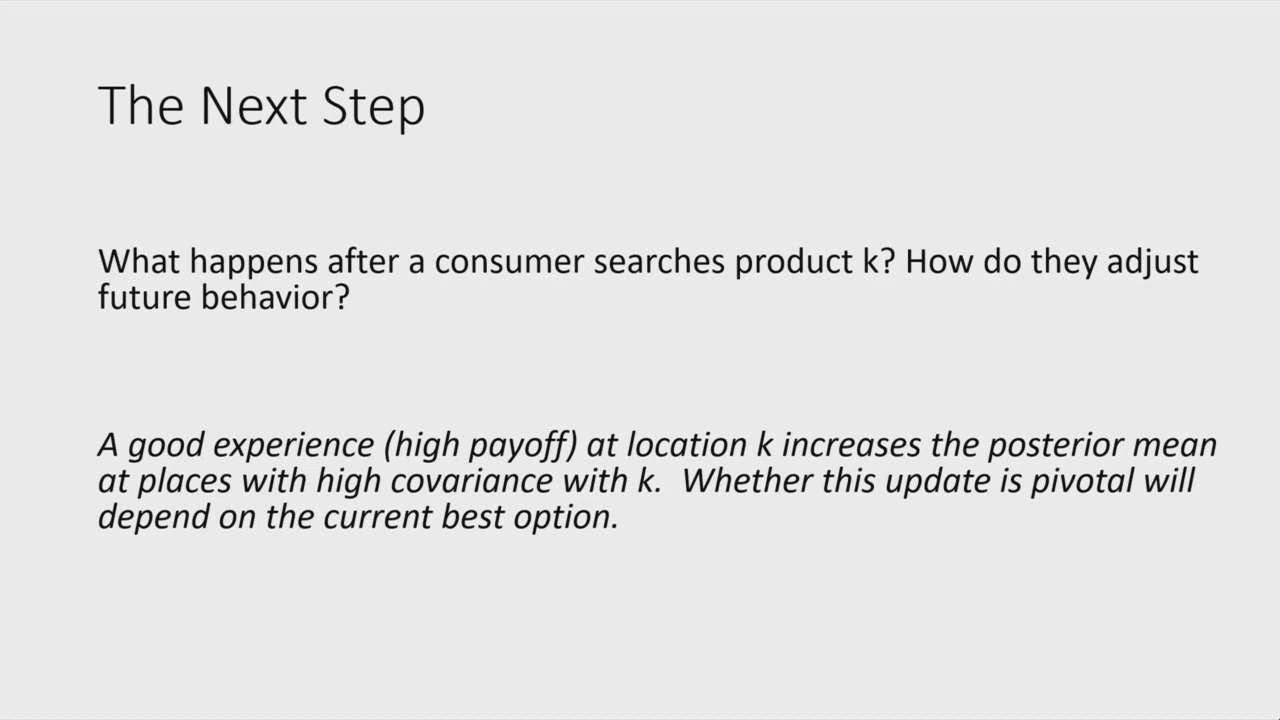 The Next Step
What happens after a consumer searches product k? How do they adjust
future behavior?
A good experience (high payoff) at location k increases the posterior mean
at places with high covariance with k.  Whether this update is pivotal will
depend on the current best option.